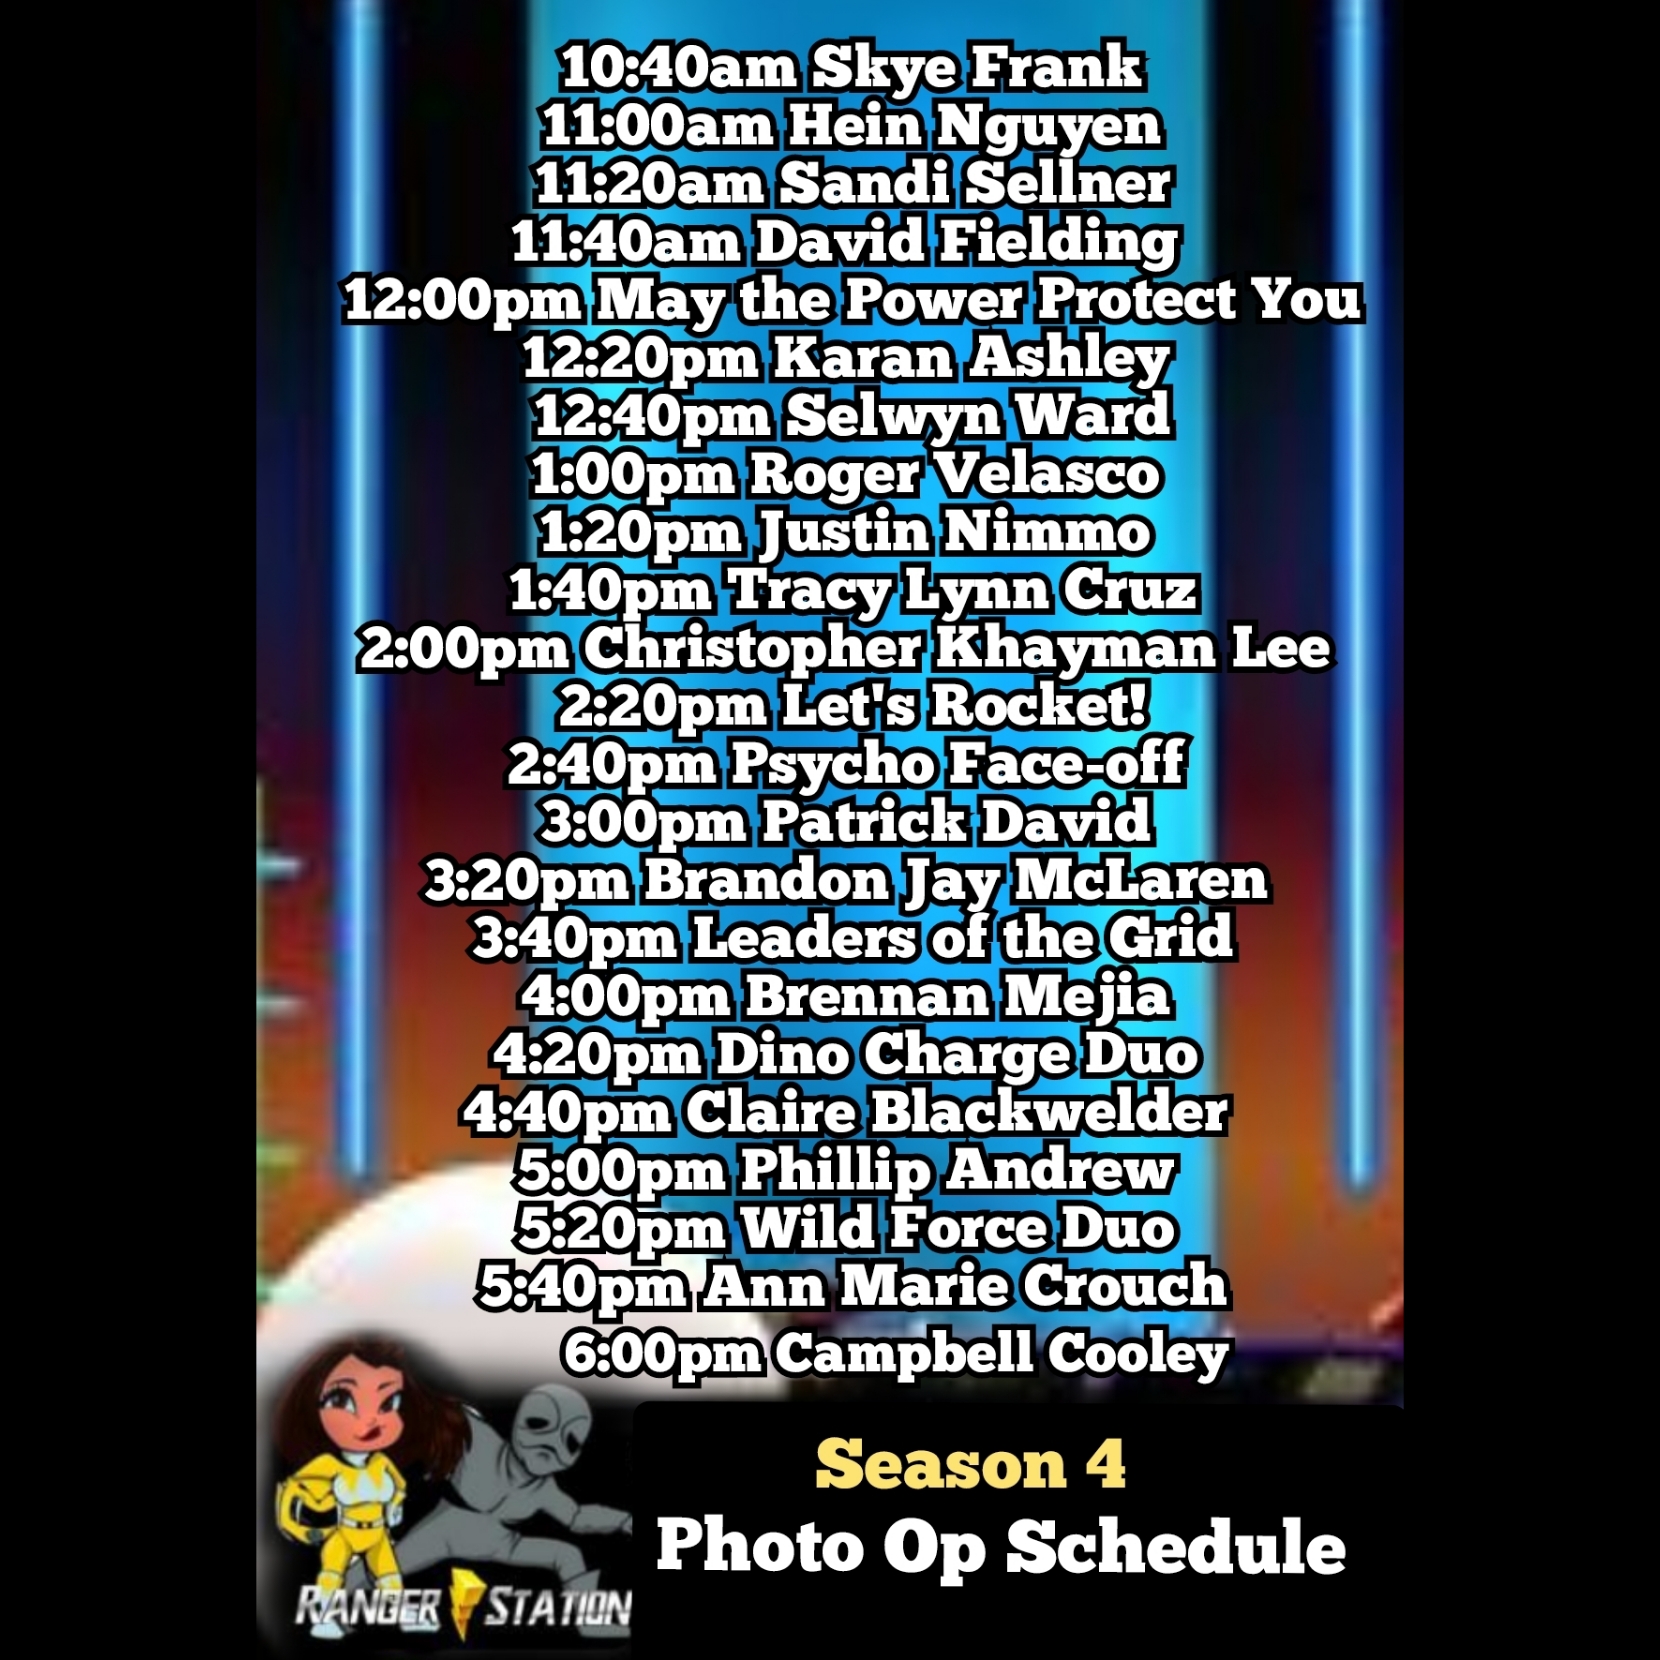 10:40am Skye Frank
11:00am Hein Nguyen
11:20am Sandi Sellner
11:40am David Fielding
12:00pm May the Power Protect You
12:20pm Karan Ashley
12:40pm Selwyn Ward
1:00pm Roger Velasco
1:20pm Justin Nimmo
1:40pm Tracy Lynn Cruz
2:00pm Christopher Khayman Lee
2:20pm Let's Rocket!
2:40pm Psycho Face-off
3:00pm Patrick David
3:20pm Brandon Jay McLaren
3:40pm Leaders of the Grid
4:00pm Brennan Mejia
4:20pm Dino Charge Duo
4:40pm Claire Blackwelder
5:00pm Phillip Andrew
5:20pm Wild Force Duo
5:40pm Ann Marie Crouch
6:00pm Campbell Cooley
Season 4
Photo Op Schedule
RANGER STATION